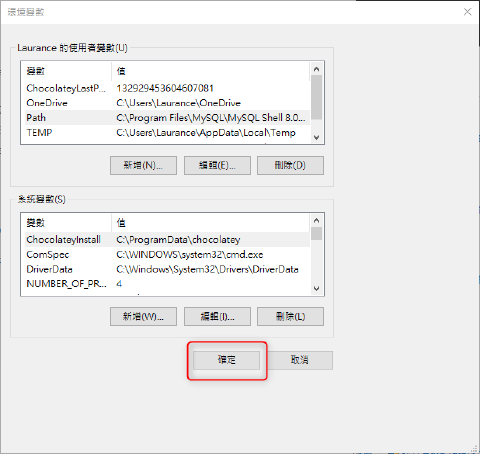 環境變數
Laurance 的使用者變數(U)
變數 值
ChocolateyLastP... 132929453604607081
OneDrive C:\Users\Laurance\OneDrive
Path C:\Program Files\MySQL\MySQL Shell 8.0...
TEMP C:\Users\Laurance\AppData\Local\Temp
新增(N)... 編輯(E)... 刪除(D)
系統變數(S)
變數 值
ChocolateyInstall C:\ProgramData\chocolatey
ComSpec C:\WINDOWS\system32\cmd.exe
DriverData C:\Windows\System32\Drivers\DriverData
NUMBER_OF_PR... 4
新增(W)... 編輯(I)... 刪除(L)
確定 取消